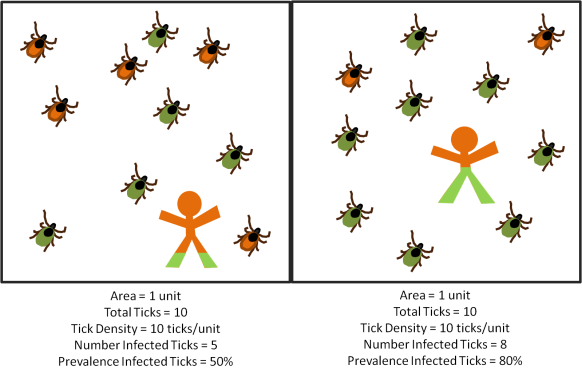 Area = 1 unit
Total Ticks = 10
Tick Density = 10 ticks/unit
Number Infected Ticks = 5
Prevalence Infected Ticks = 50%
Area = 1 unit
Total Ticks = 10
Tick Density = 10 ticks/unit
Number Infected Ticks = 8
Prevalence Infected Ticks = 80%